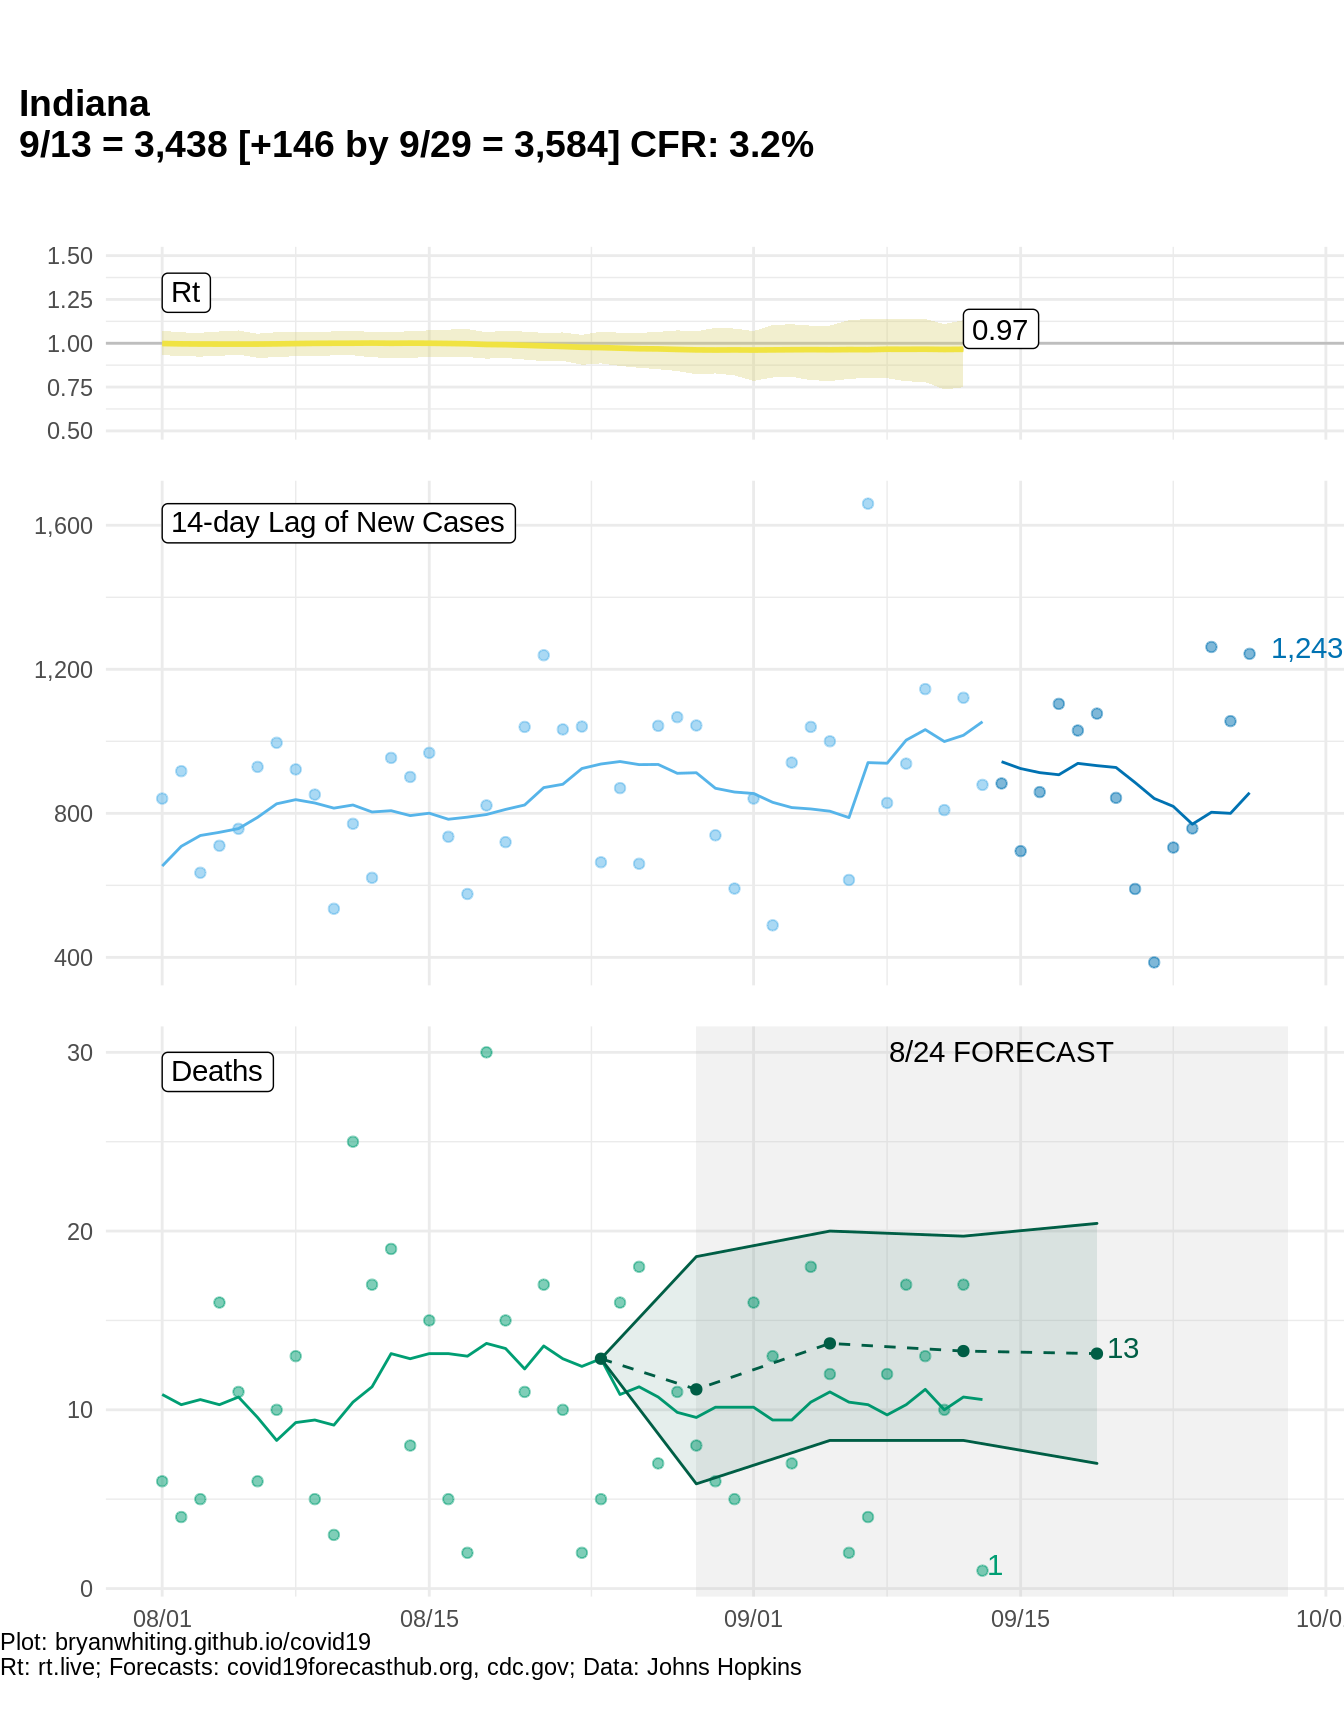 Indiana
9/13 = 3,438 [+146 by 9/29 = 3,584] CFR: 3.2%
1.50
1.25
1.00
0.75
0.50
Rt
0.97
1,600
1,200
800
400
14-day Lag of New Cases
1,243
30
20
10
0
Deaths
8/24 FORECAST
13
1
08/01
08/15
09/01
09/15
10/0
Plot: bryanwhiting.github.io/covid19
Rt: rt.live; Forecasts: covid19forecasthub.org, cdc.gov; Data: Johns Hopkins